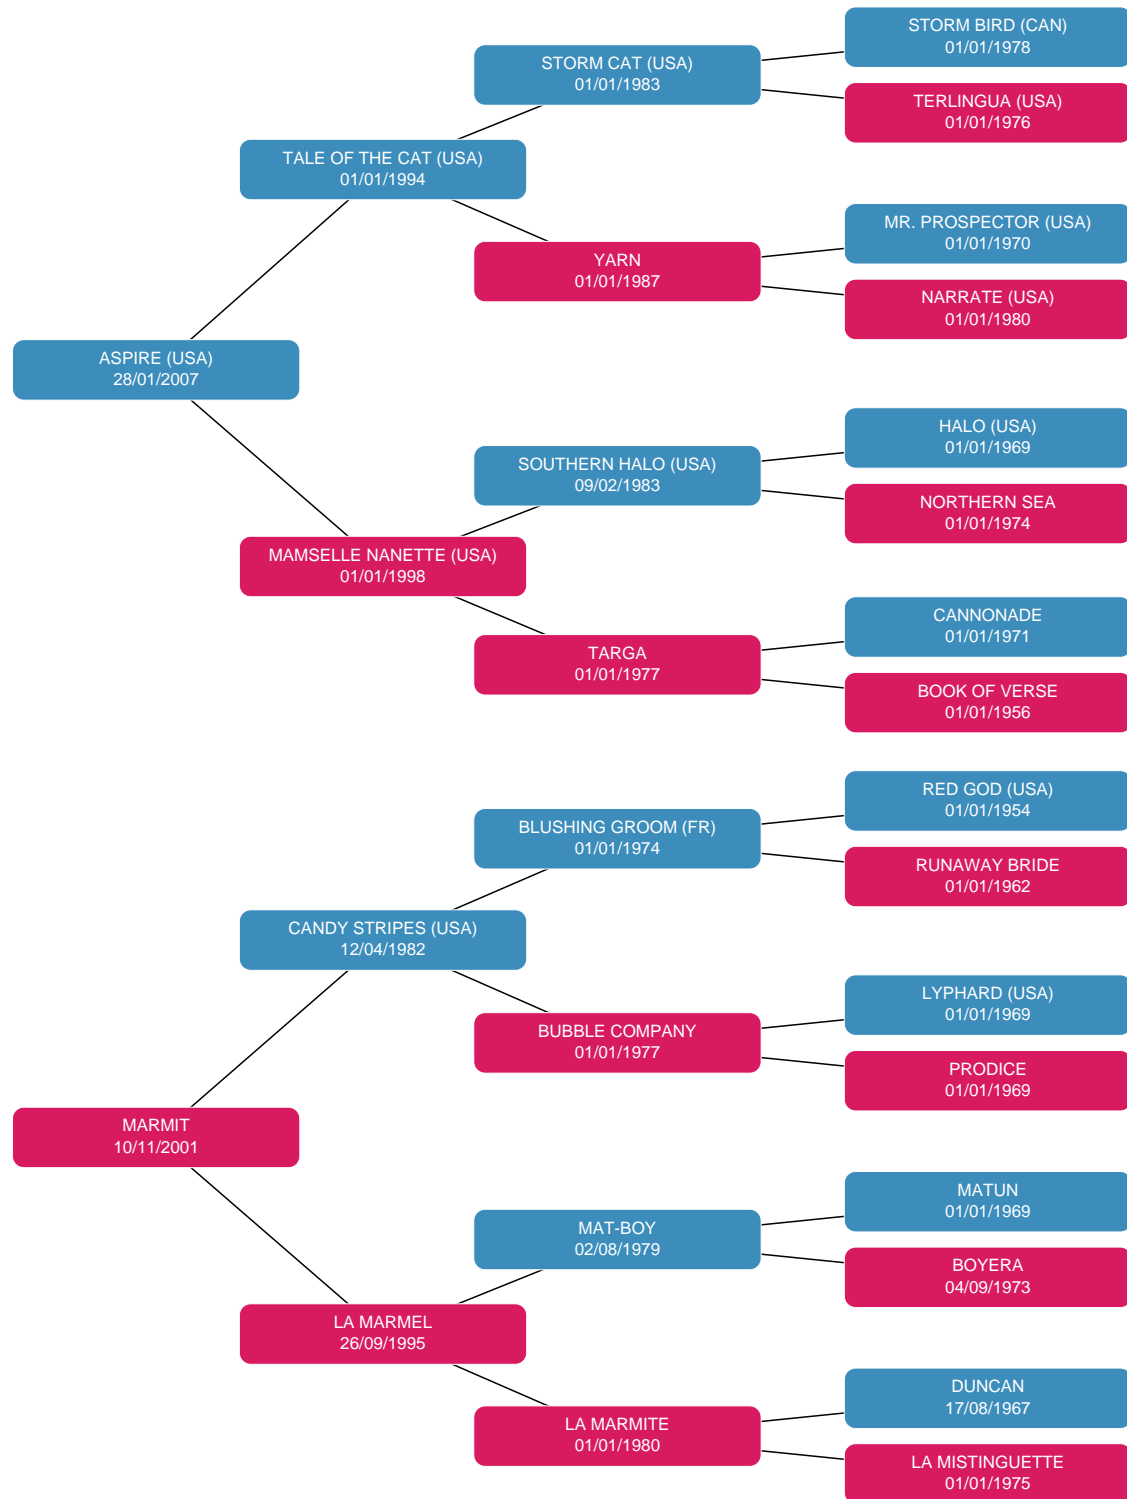 STORM BIRD (CAN)
01/01/1978
STORM CAT (USA)
01/01/1983
TERLINGUA (USA)
01/01/1976
TALE OF THE CAT (USA)
01/01/1994
MR. PROSPECTOR (USA)
01/01/1970
YARN
01/01/1987
NARRATE (USA)
01/01/1980
ASPIRE (USA)
28/01/2007
HALO (USA)
01/01/1969
SOUTHERN HALO (USA)
09/02/1983
NORTHERN SEA
01/01/1974
MAMSELLE NANETTE (USA)
01/01/1998
CANNONADE
01/01/1971
TARGA
01/01/1977
BOOK OF VERSE
01/01/1956
RED GOD (USA)
01/01/1954
BLUSHING GROOM (FR)
01/01/1974
RUNAWAY BRIDE
01/01/1962
CANDY STRIPES (USA)
12/04/1982
LYPHARD (USA)
01/01/1969
BUBBLE COMPANY
01/01/1977
PRODICE
01/01/1969
MARMIT
10/11/2001
MATUN
01/01/1969
MAT-BOY
02/08/1979
BOYERA
04/09/1973
LA MARMEL
26/09/1995
DUNCAN
17/08/1967
LA MARMITE
01/01/1980
LA MISTINGUETTE
01/01/1975